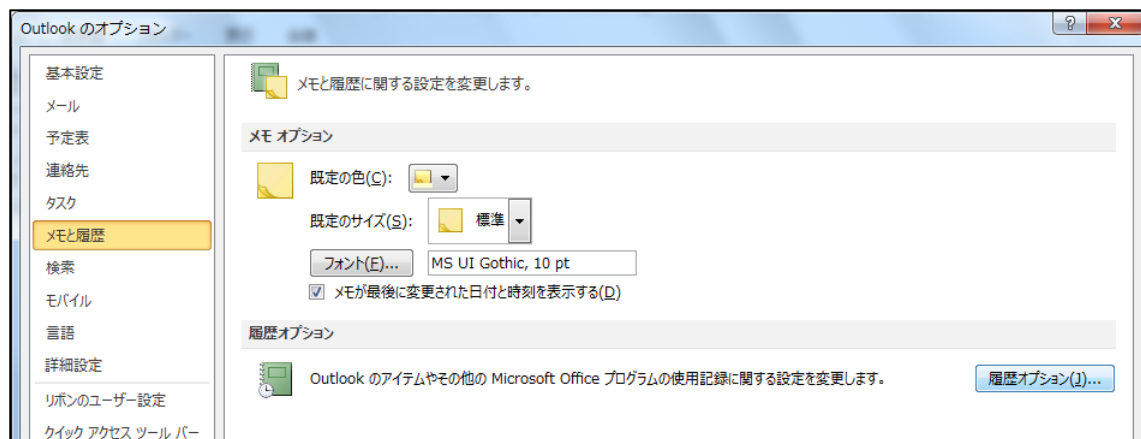 Outlook のオプション
基本設定
メール
予定表
連絡先
タスク
メモと履歴
検索
モバイル
言語
詳細設定
リボンのユーザー設定
クイック アクセス ツール バー
メモと履歴に関する設定を変更します。
メモ オプション
既定の色(C):
既定のサイズ(S): 標準
フォント(F)... MS UI Gothic, 10 pt
メモが最後に変更された日付と時刻を表示する(D)
履歴オプション
Outlook のアイテムやその他の Microsoft Office プログラムの使用記録に関する設定を変更します。 履歴オプション(J)...